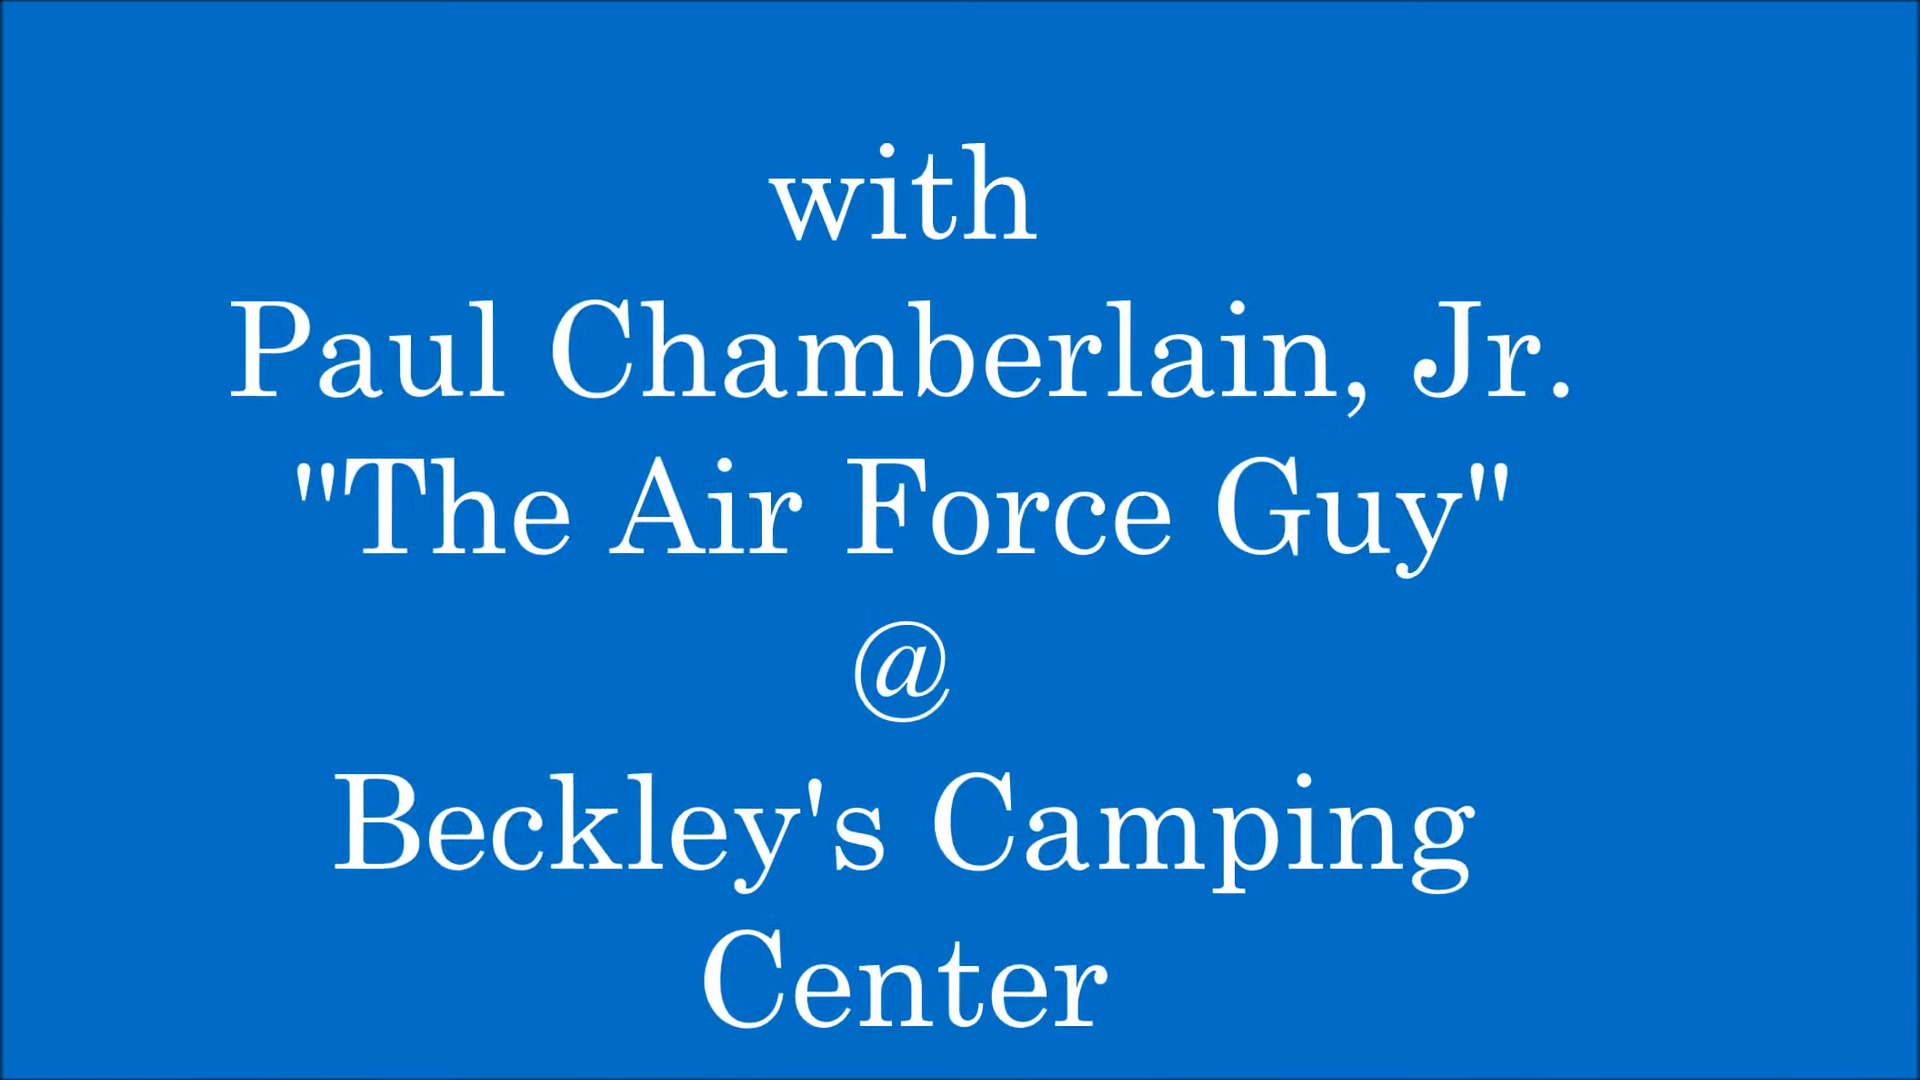 with
Paul Chamberlain, Jr.
"The Air Force Guy"
@
Beckley's Camping
Center